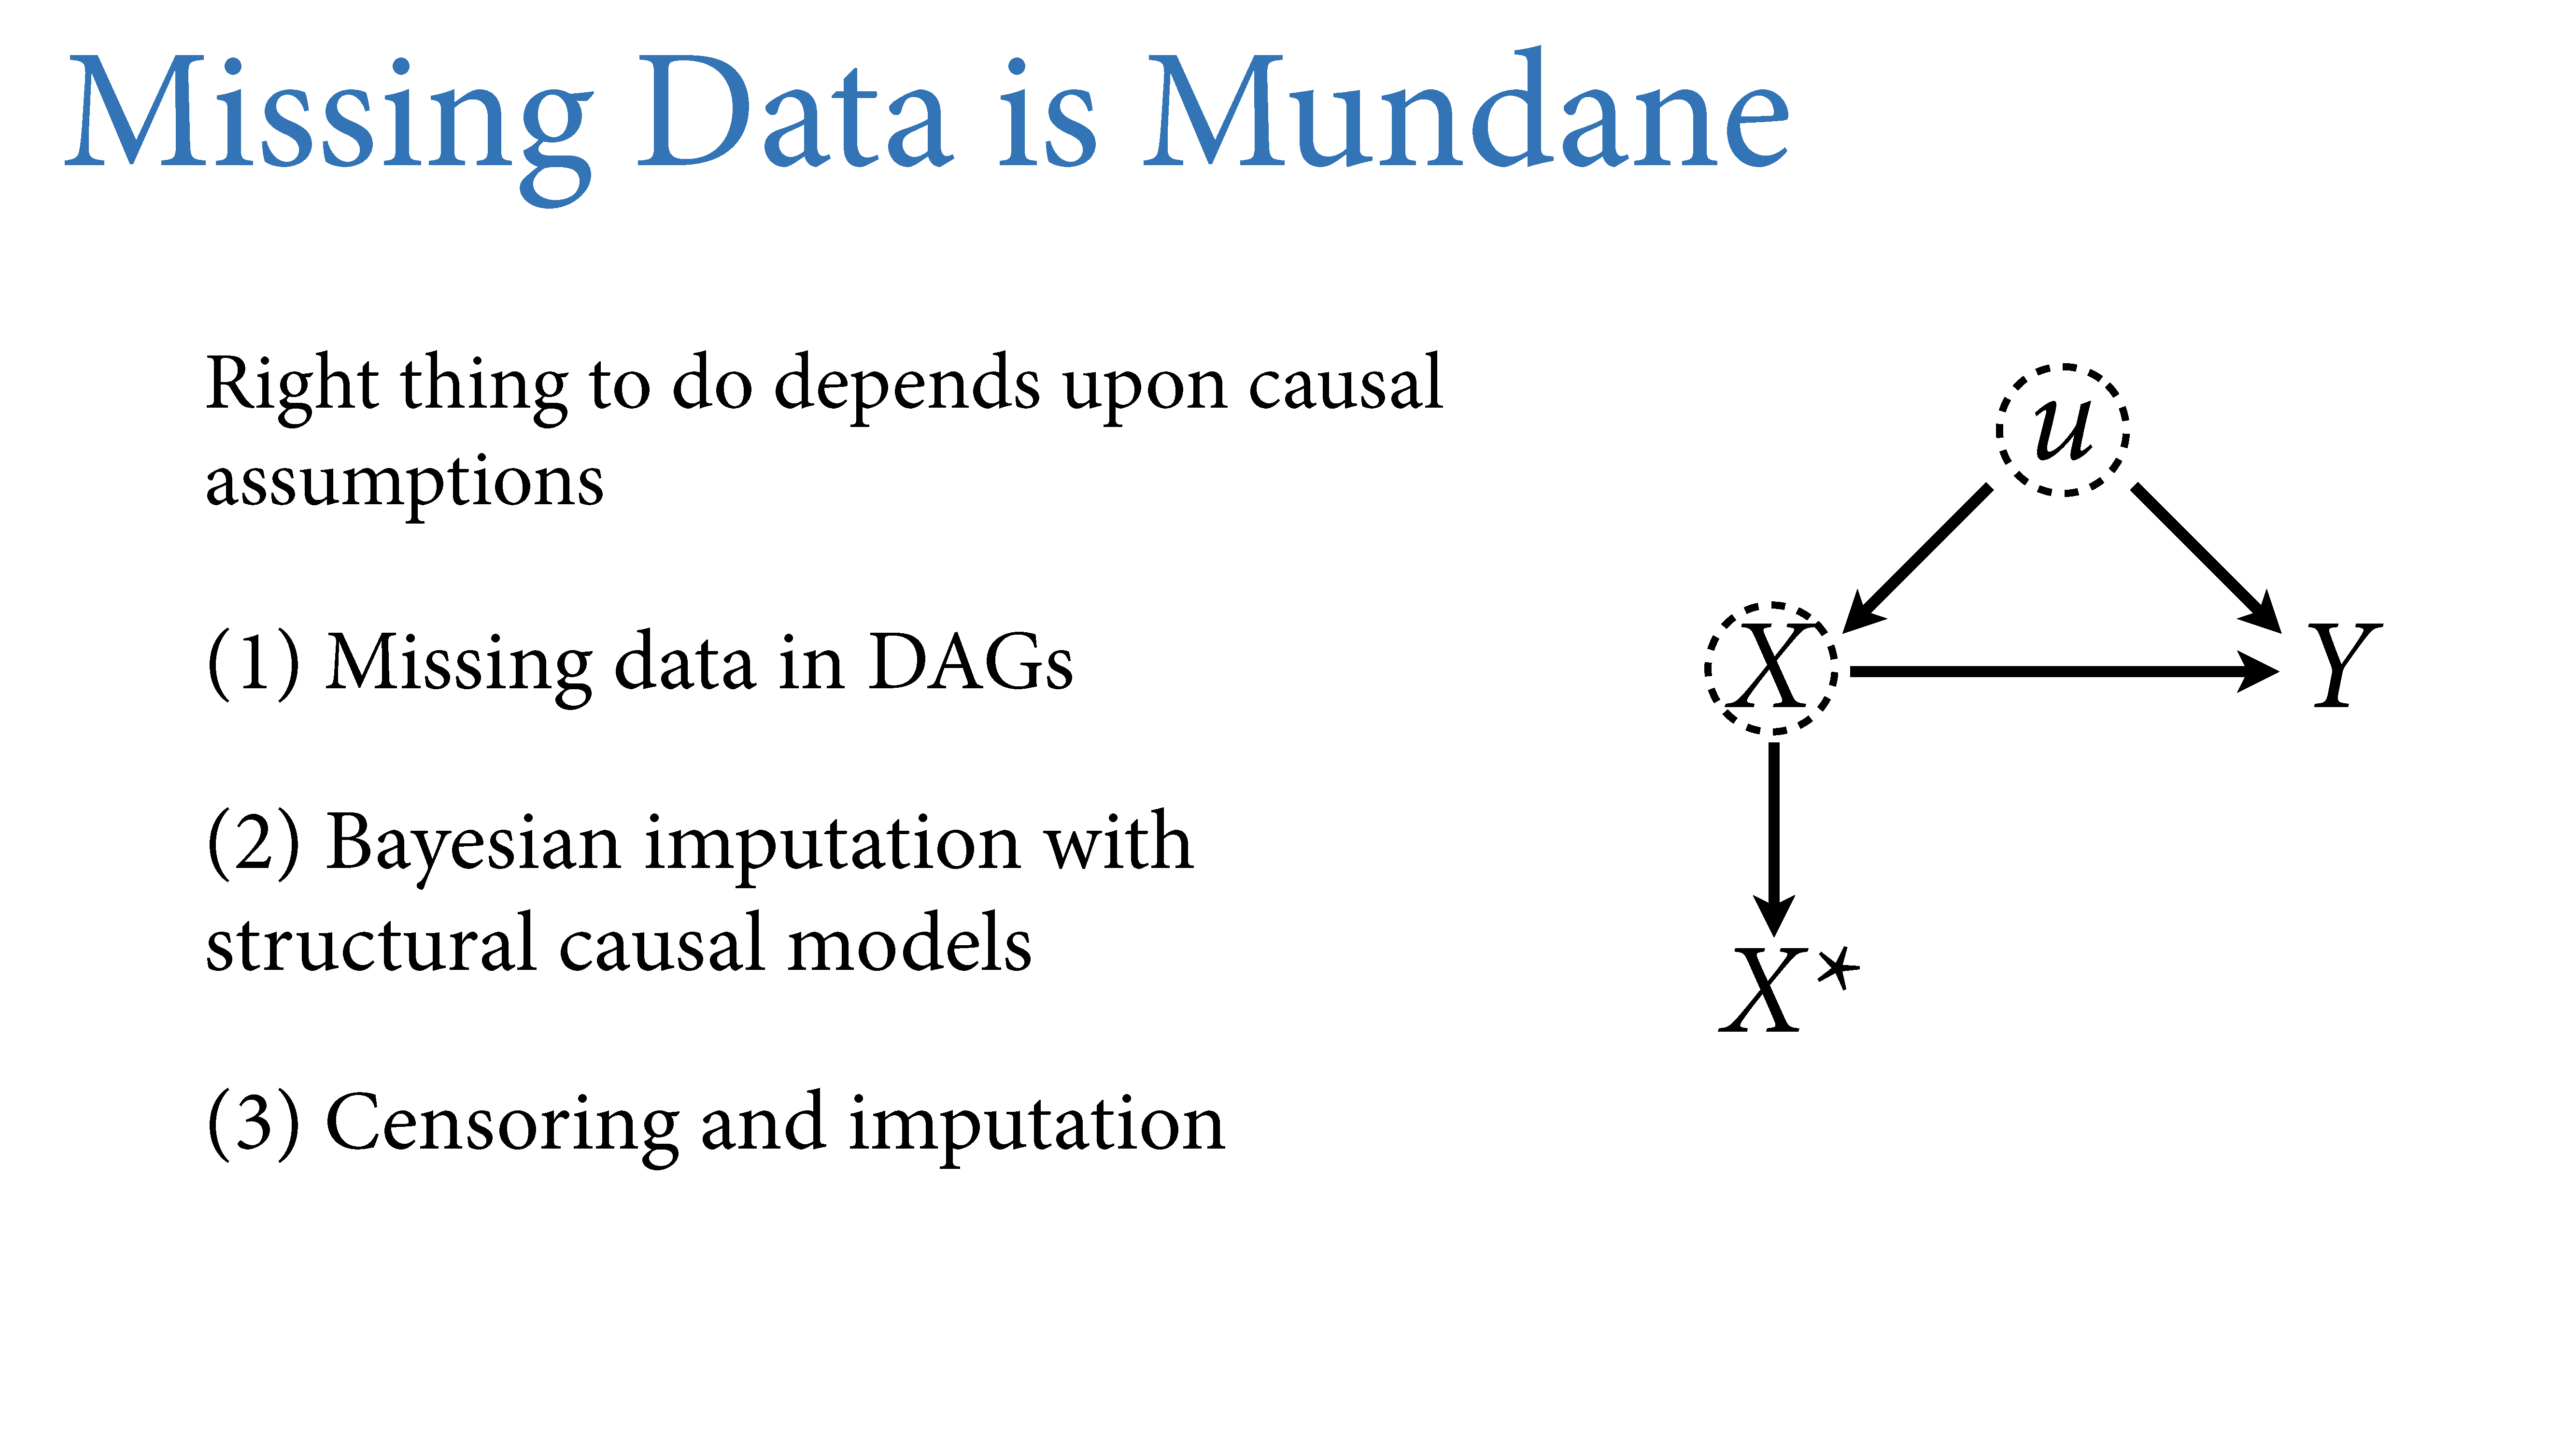 Missing Data is Mundane
Right thing to do depends upon causal
assumptions
(1) Missing data in DAGs
(2) Bayesian imputation with
structural causal models
(3) Censoring and imputation
u
X
Y
X*